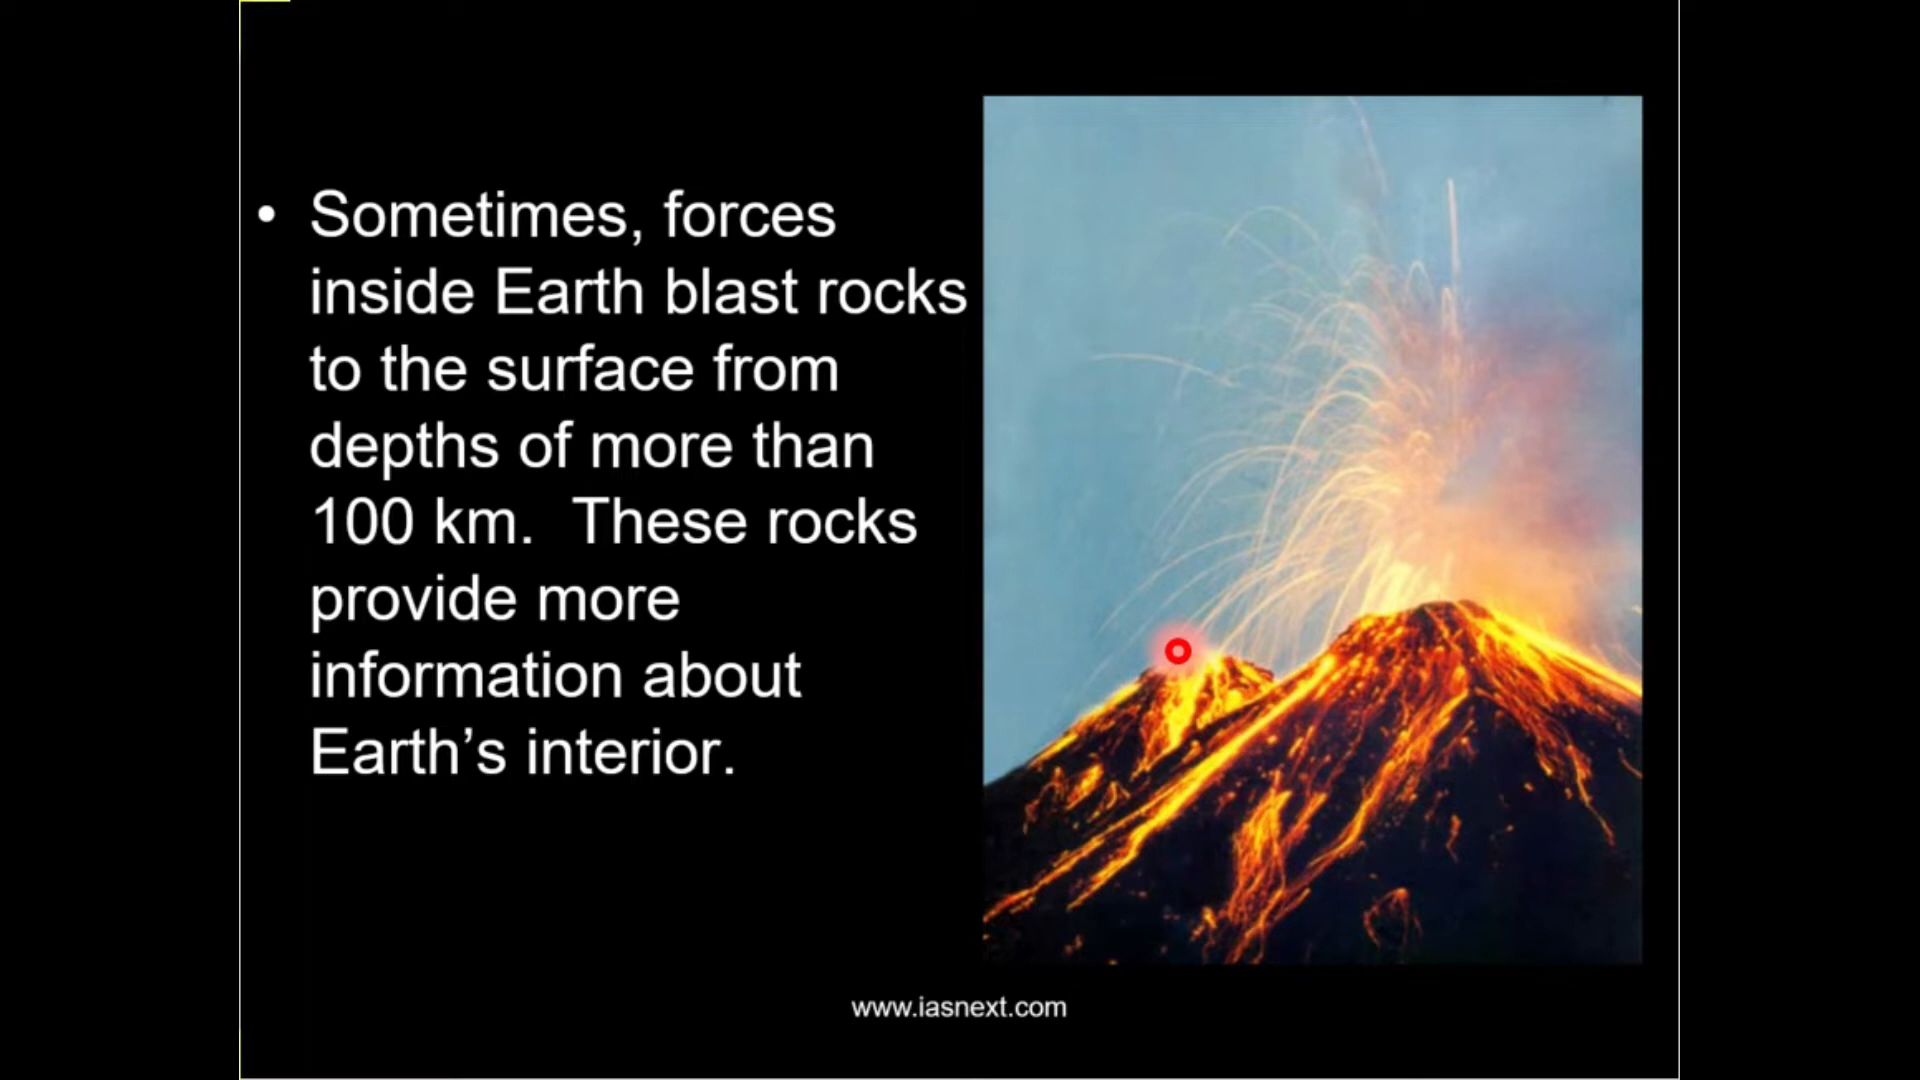 • Sometimes, forces
inside Earth blast rocks
to the surface from
depths of more than
100 km.  These rocks
provide more
information about
Earth’s interior.
www.iasnext.com